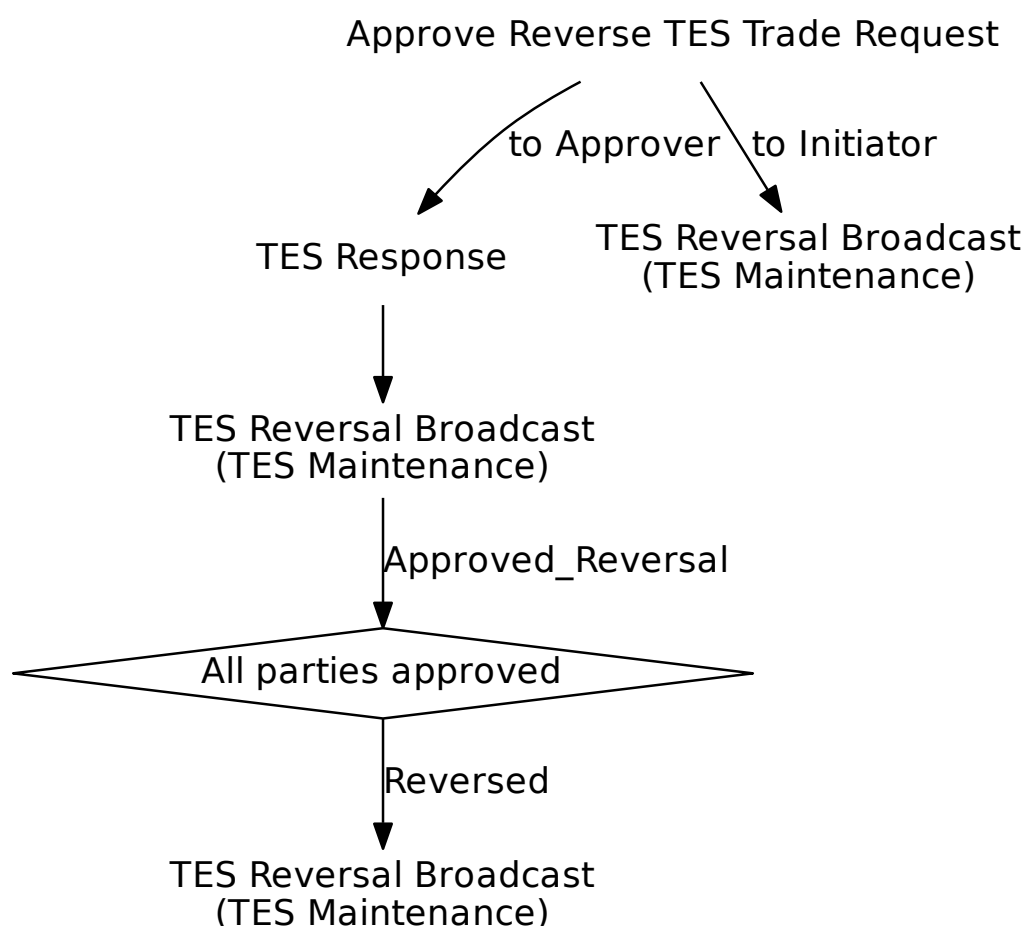 Approve Reverse TES Trade Request
to Approver
to Initiator
TES Response
TES Reversal Broadcast
(TES Maintenance)
TES Reversal Broadcast
(TES Maintenance)
Approved_Reversal
All parties approved
Reversed
TES Reversal Broadcast
(TES Maintenance)